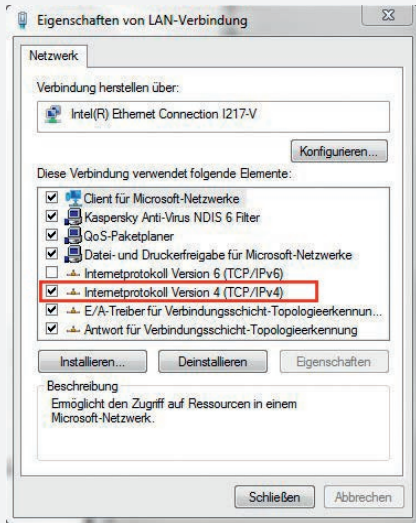 Eigenschaften von LAN-Verbindung
Netzwerk
Verbindung herstellen über:
Intel(R) Ethernet Connection I217-V
Konfigurieren...
Diese Verbindung verwendet folgende Elemente:
Client für Microsoft-Netzwerke
Kaspersky Anti-Virus NDIS 6 Filter
QoS-Paketplaner
Datei- und Druckerfreigabe für Microsoft-Netzwerke
Internetprotokoll Version 6 (TCP/IPv6)
Internetprotokoll Version 4 (TCP/IPv4)
E/A-Treiber für Verbindungsschicht-Topologieerkennun...
Antwort für Verbindungsschicht-Topologieerkennung
Installieren... Deinstallieren Eigenschaften
Beschreibung
Ermöglicht den Zugriff auf Ressourcen in einem
Microsoft-Netzwerk.
Schließen Abbrechen